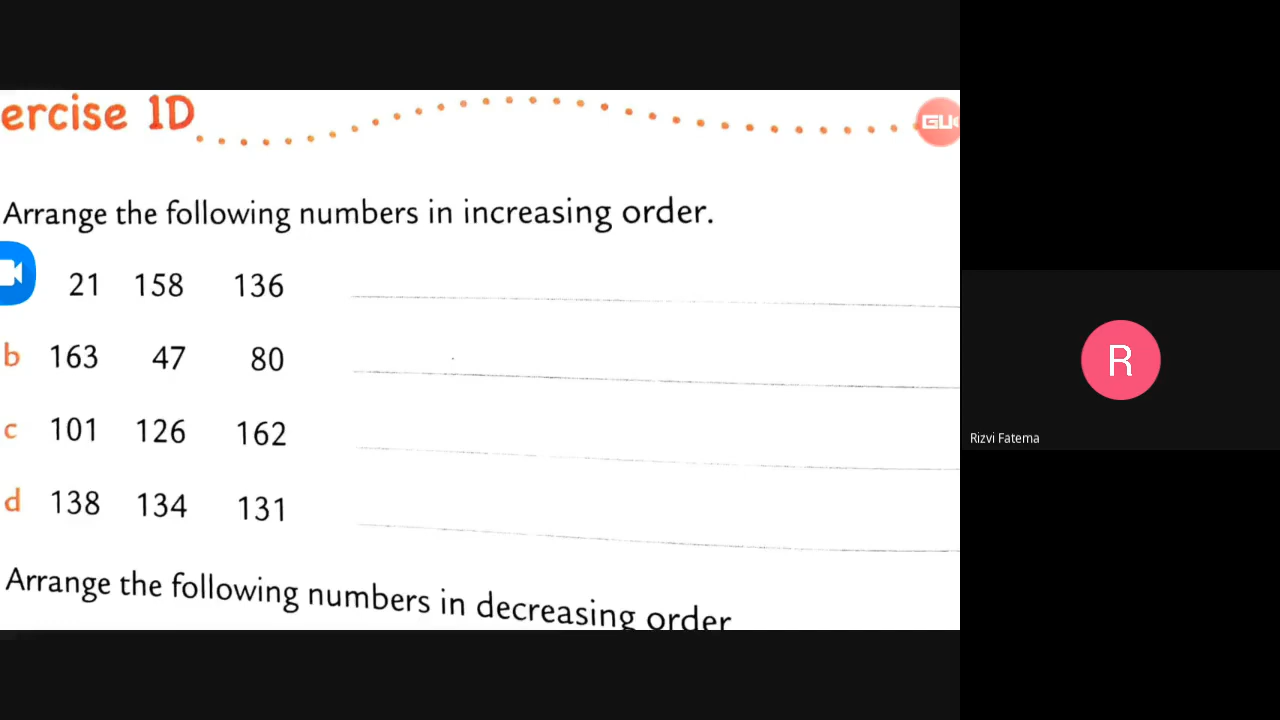 ercise 1D
GU
Arrange the following numbers in increasing order.
21 158 136
b 163 47 80
c 101 126 162
d 138 134 131
Arrange the following numbers in decreasing order
R
Rizvi Fatema